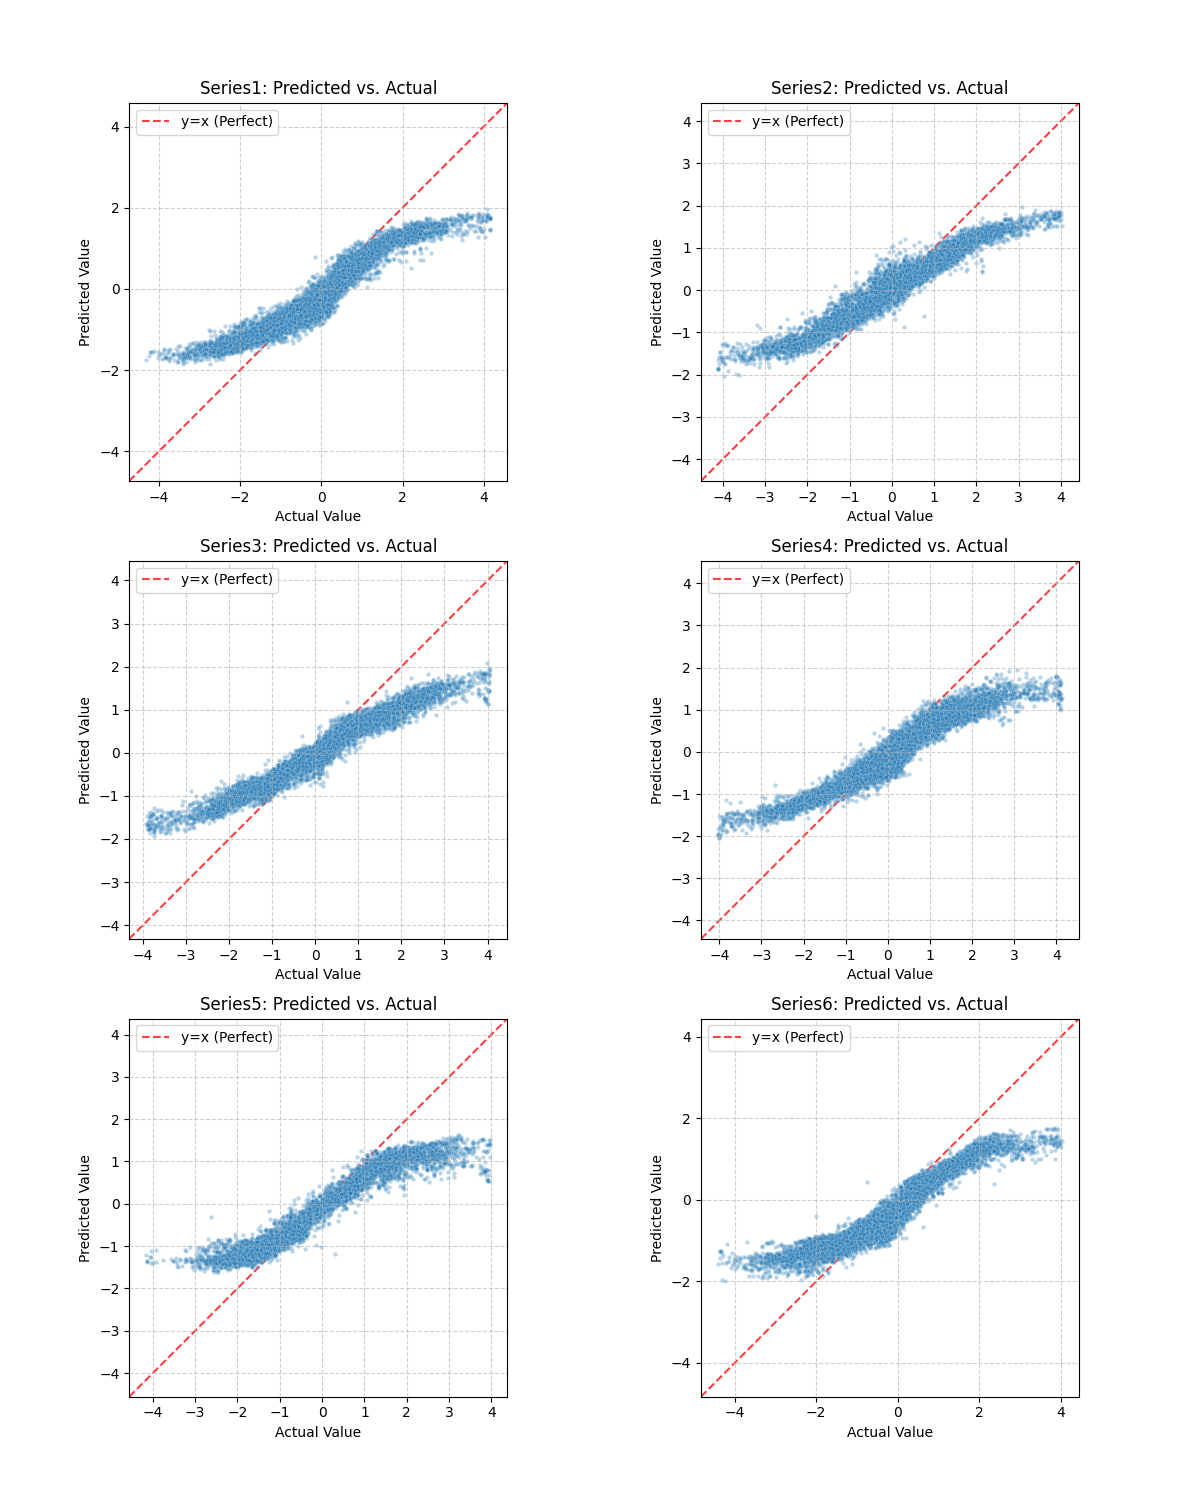 Series1: Predicted vs. Actual
y=x (Perfect)
4
2
0
−2
−4
Predicted Value
−4 −2 0 2 4
Actual Value
Series2: Predicted vs. Actual
y=x (Perfect)
4
3
2
1
0
−1
−2
−3
−4
Predicted Value
−4 −3 −2 −1 0 1 2 3 4
Actual Value
Series3: Predicted vs. Actual
y=x (Perfect)
4
3
2
1
0
−1
−2
−3
−4
Predicted Value
−4 −3 −2 −1 0 1 2 3 4
Actual Value
Series4: Predicted vs. Actual
y=x (Perfect)
4
3
2
1
0
−1
−2
−3
−4
Predicted Value
−4 −3 −2 −1 0 1 2 3 4
Actual Value
Series5: Predicted vs. Actual
y=x (Perfect)
4
3
2
1
0
−1
−2
−3
−4
Predicted Value
−4 −3 −2 −1 0 1 2 3 4
Actual Value
Series6: Predicted vs. Actual
y=x (Perfect)
4
2
0
−2
−4
Predicted Value
−4 −2 0 2 4
Actual Value